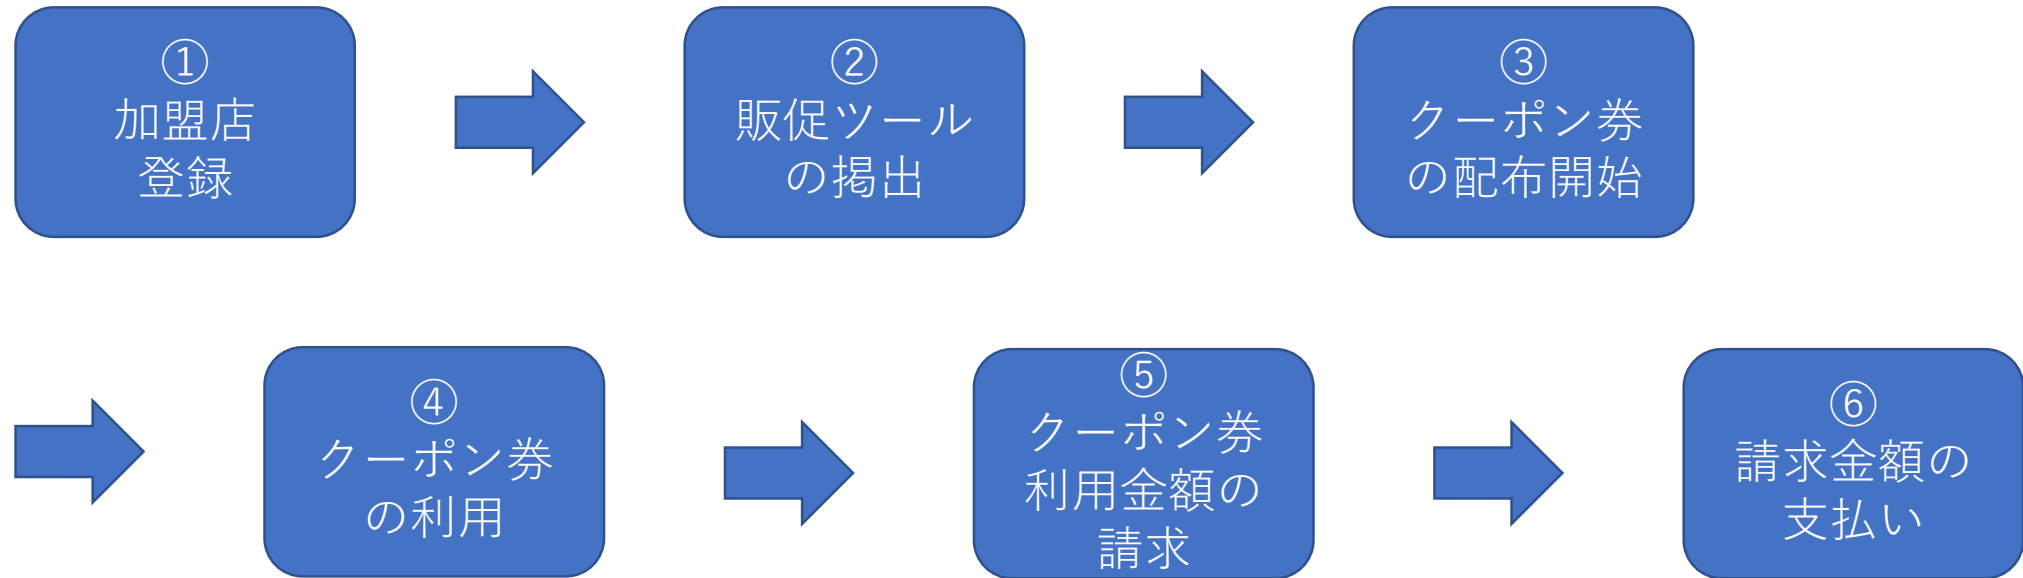 ①
加盟店
登録
②
販促ツール
の掲出
③
クーポン券
の配布開始
④
クーポン券
の利用
⑤
クーポン券
利用金額の
請求
⑥
請求金額の
支払い